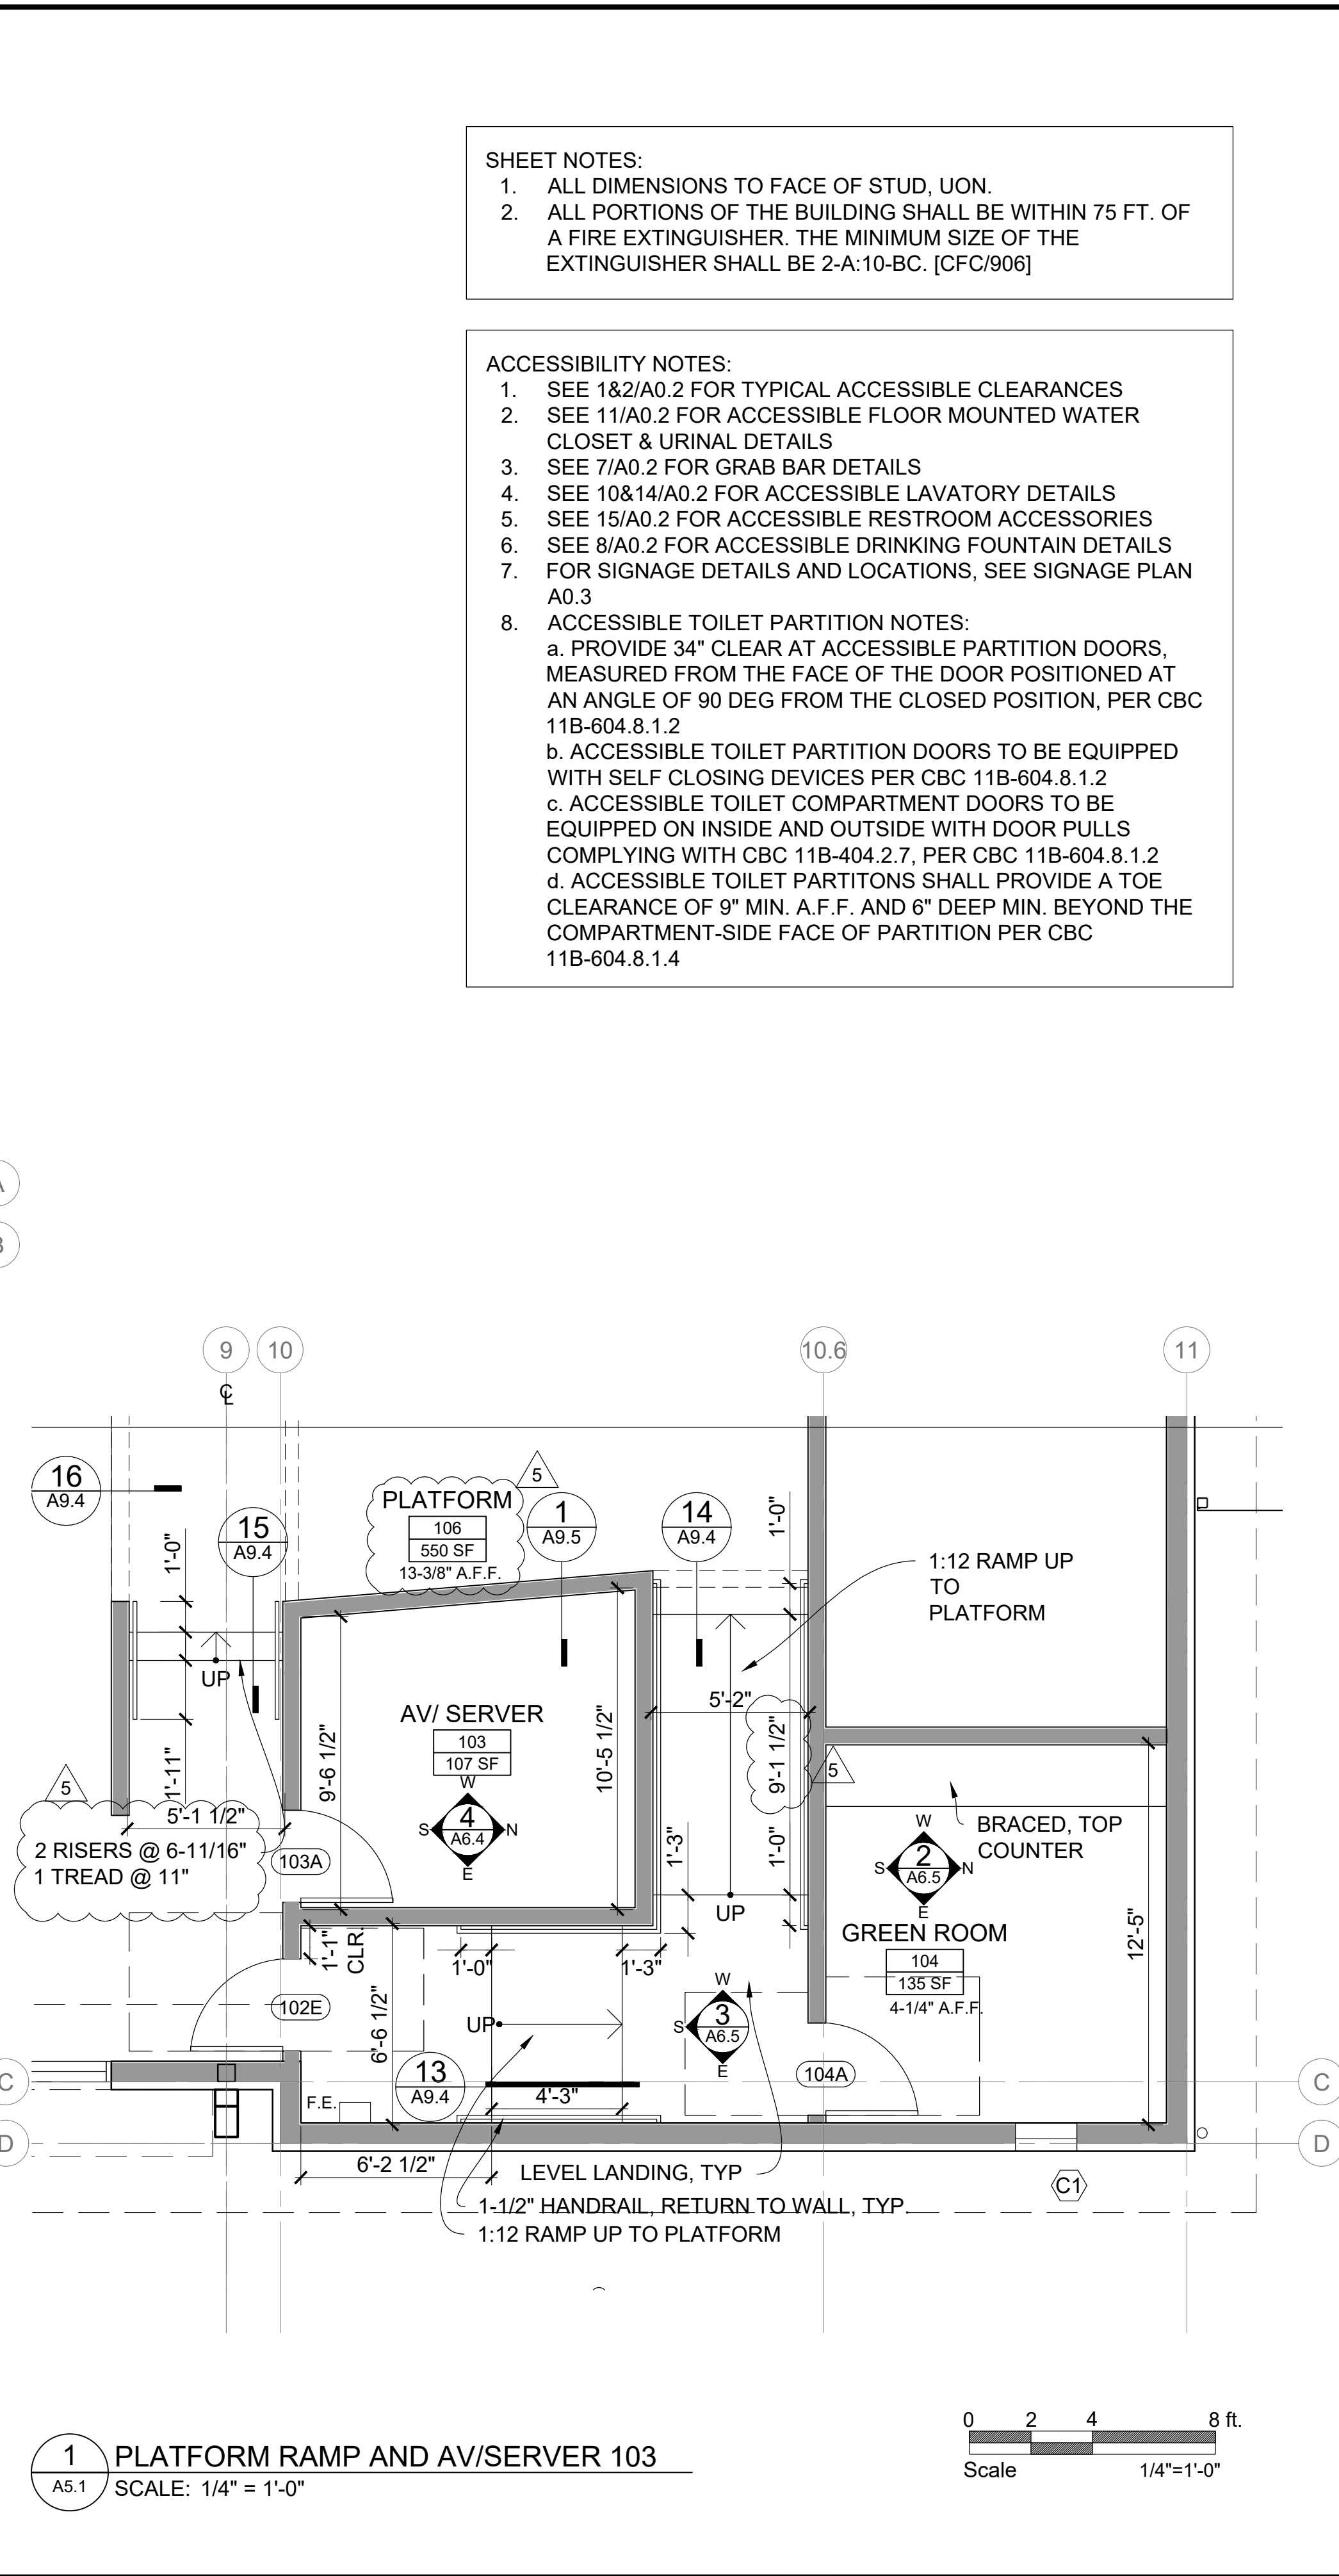 SHEET NOTES:
1. ALL DIMENSIONS TO FACE OF STUD, UON.
2. ALL PORTIONS OF THE BUILDING SHALL BE WITHIN 75 FT. OF
A FIRE EXTINGUISHER. THE MINIMUM SIZE OF THE
EXTINGUISHER SHALL BE 2-A:10-BC. [CFC/906]
ACCESSIBILITY NOTES:
1. SEE 1&2/A0.2 FOR TYPICAL ACCESSIBLE CLEARANCES
2. SEE 11/A0.2 FOR ACCESSIBLE FLOOR MOUNTED WATER
CLOSET & URINAL DETAILS
3. SEE 7/A0.2 FOR GRAB BAR DETAILS
4. SEE 10&14/A0.2 FOR ACCESSIBLE LAVATORY DETAILS
5. SEE 15/A0.2 FOR ACCESSIBLE RESTROOM ACCESSORIES
6. SEE 8/A0.2 FOR ACCESSIBLE DRINKING FOUNTAIN DETAILS
7. FOR SIGNAGE DETAILS AND LOCATIONS, SEE SIGNAGE PLAN
A0.3
8. ACCESSIBLE TOILET PARTITION NOTES:
a. PROVIDE 34" CLEAR AT ACCESSIBLE PARTITION DOORS,
MEASURED FROM THE FACE OF THE DOOR POSITIONED AT
AN ANGLE OF 90 DEG FROM THE CLOSED POSITION, PER CBC
11B-604.8.1.2
b. ACCESSIBLE TOILET PARTITION DOORS TO BE EQUIPPED
WITH SELF CLOSING DEVICES PER CBC 11B-604.8.1.2
c. ACCESSIBLE TOILET COMPARTMENT DOORS TO BE
EQUIPPED ON INSIDE AND OUTSIDE WITH DOOR PULLS
COMPLYING WITH CBC 11B-404.2.7, PER CBC 11B-604.8.1.2
d. ACCESSIBLE TOILET PARTITONS SHALL PROVIDE A TOE
CLEARANCE OF 9" MIN. A.F.F. AND 6" DEEP MIN. BEYOND THE
COMPARTMENT-SIDE FACE OF PARTITION PER CBC
11B-604.8.1.4
A
B
9
10
10.6
11
℄
16
A9.4
15
A9.4
PLATFORM
106
550 SF
13-3/8" A.F.F.
5
1
A9.5
14
A9.4
1'-0"
1'-0"
1:12 RAMP UP
TO
PLATFORM
UP
1'-11"
5
5'-1 1/2"
2 RISERS @ 6-11/16"
1 TREAD @ 11"
103A
9'-6 1/2"
AV/ SERVER
103
107 SF
W
S
4
A6.4
N
E
10'-5 1/2"
5'-2"
9'-1 1/2"
5
1'-3"
1'-0"
UP
BRACED, TOP
COUNTER
W
S
2
A6.5
N
E
GREEN ROOM
104
135 SF
4-1/4" A.F.F.
12'-5"
1'-1"
CLR.
1'-0"
1'-3"
102E
6'-6 1/2"
UP
W
S
3
A6.5
E
104A
13
A9.4
4'-3"
F.E.
C
C
D
D
6'-2 1/2"
LEVEL LANDING, TYP
C1
1-1/2" HANDRAIL, RETURN TO WALL, TYP.
1:12 RAMP UP TO PLATFORM
1
A5.1
PLATFORM RAMP AND AV/SERVER 103
SCALE: 1/4" = 1'-0"
0 2 4 8 ft.
Scale 1/4"=1'-0"